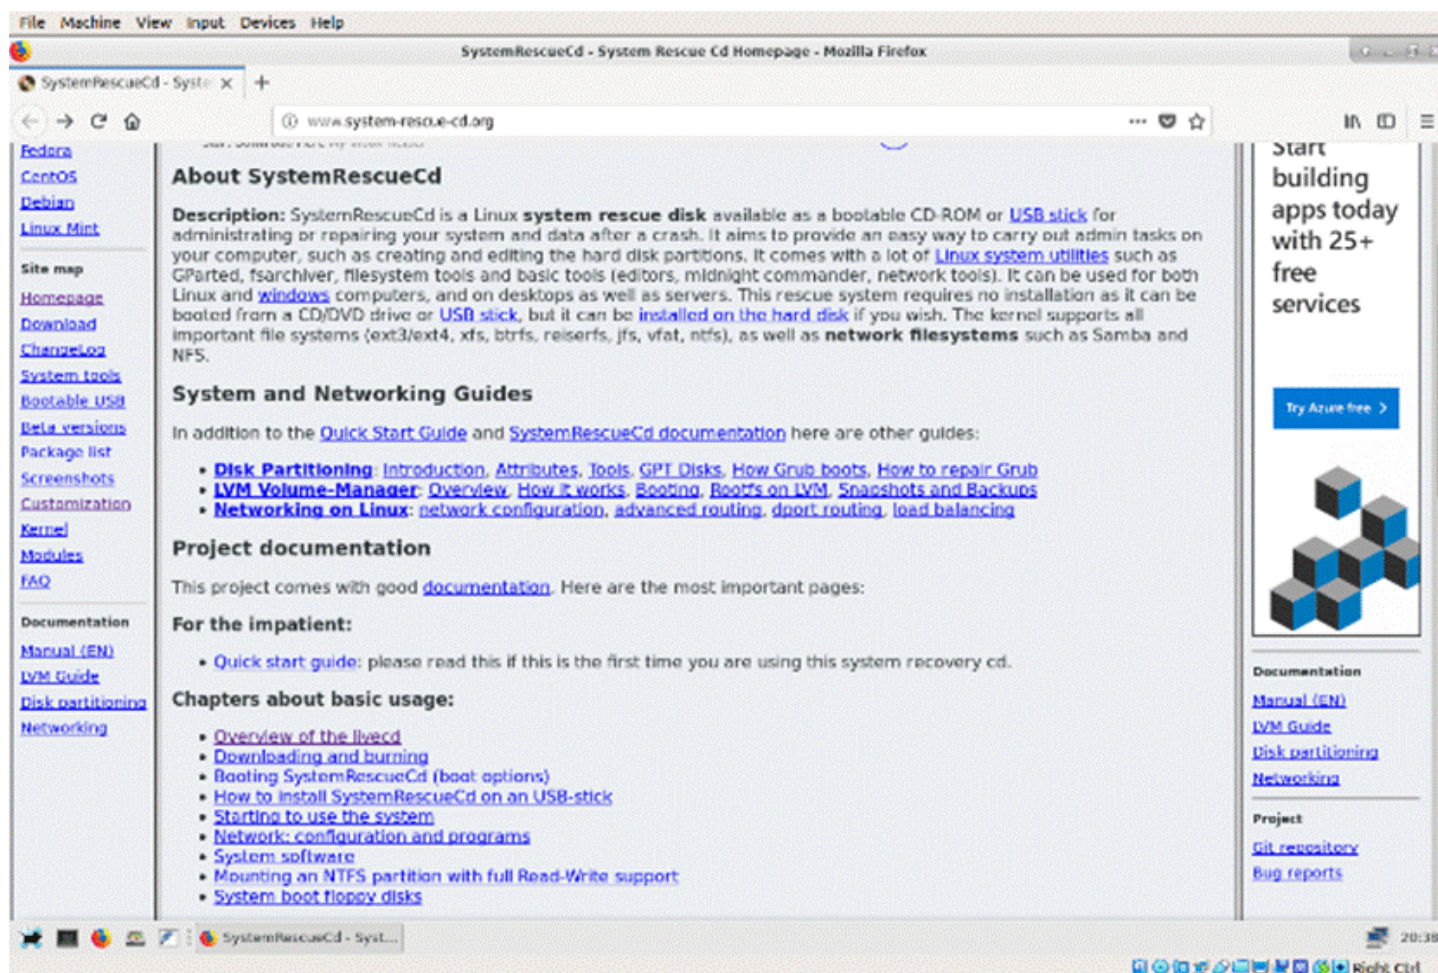 File Machine View Input Devices Help
SystemRescueCd - System Rescue Cd Homepage - Mozilla Firefox
SystemRescueCd - Syste
www.system-rescue-cd.org
Fedora
CentOS
Debian
Linux Mint
Site map
Homepage
Download
ChangeLog
System tools
Bootable USB
Beta versions
Package list
Screenshots
Customization
Kernel
Modules
FAQ
Documentation
Manual (EN)
LVM Guide
Disk partitioning
Networking
About SystemRescueCd
Description: SystemRescueCd is a Linux system rescue disk available as a bootable CD-ROM or USB stick for
administrating or repairing your system and data after a crash. It aims to provide an easy way to carry out admin tasks on
your computer, such as creating and editing the hard disk partitions. It comes with a lot of Linux system utilities such as
GParted, fsarchiver, filesystem tools and basic tools (editors, midnight commander, network tools). It can be used for both
Linux and windows computers, and on desktops as well as servers. This rescue system requires no installation as it can be
booted from a CD/DVD drive or USB stick, but it can be installed on the hard disk if you wish. The kernel supports all
important file systems (ext3/ext4, xfs, btrfs, reiserfs, jfs, vfat, ntfs), as well as network filesystems such as Samba and
NFS.
System and Networking Guides
In addition to the Quick Start Guide and SystemRescueCd documentation here are other guides:
• Disk Partitioning: Introduction, Attributes, Tools, GPT Disks, How Grub boots, How to repair Grub
• LVM Volume-Manager: Overview, How it works, Booting, Rootfs on LVM, Snapshots and Backups
• Networking on Linux: network configuration, advanced routing, dport routing, load balancing
Project documentation
This project comes with good documentation. Here are the most important pages:
For the impatient:
• Quick start guide: please read this if this is the first time you are using this system recovery cd.
Chapters about basic usage:
• Overview of the livecd
• Downloading and burning
• Booting SystemRescueCd (boot options)
• How to install SystemRescueCd on an USB-stick
• Starting to use the system
• Network: configuration and programs
• System software
• Mounting an NTFS partition with full Read-Write support
• System boot floppy disks
Start
building
apps today
with 25+
free
services
Try Azure free >
Documentation
Manual (EN)
LVM Guide
Disk partitioning
Networking
Project
Git repository
Bug reports
SystemRescueCd - Syst...
20:38
Right Ctrl